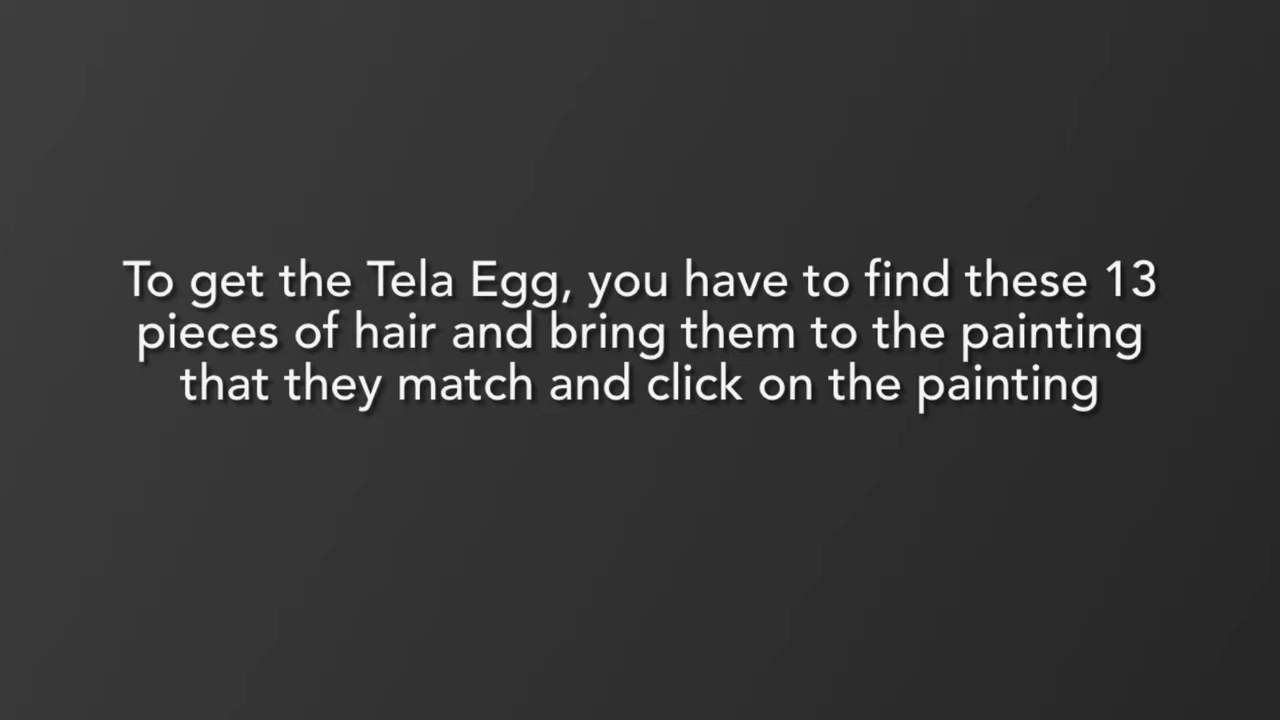 To get the Tela Egg, you have to find these 13
pieces of hair and bring them to the painting
that they match and click on the painting